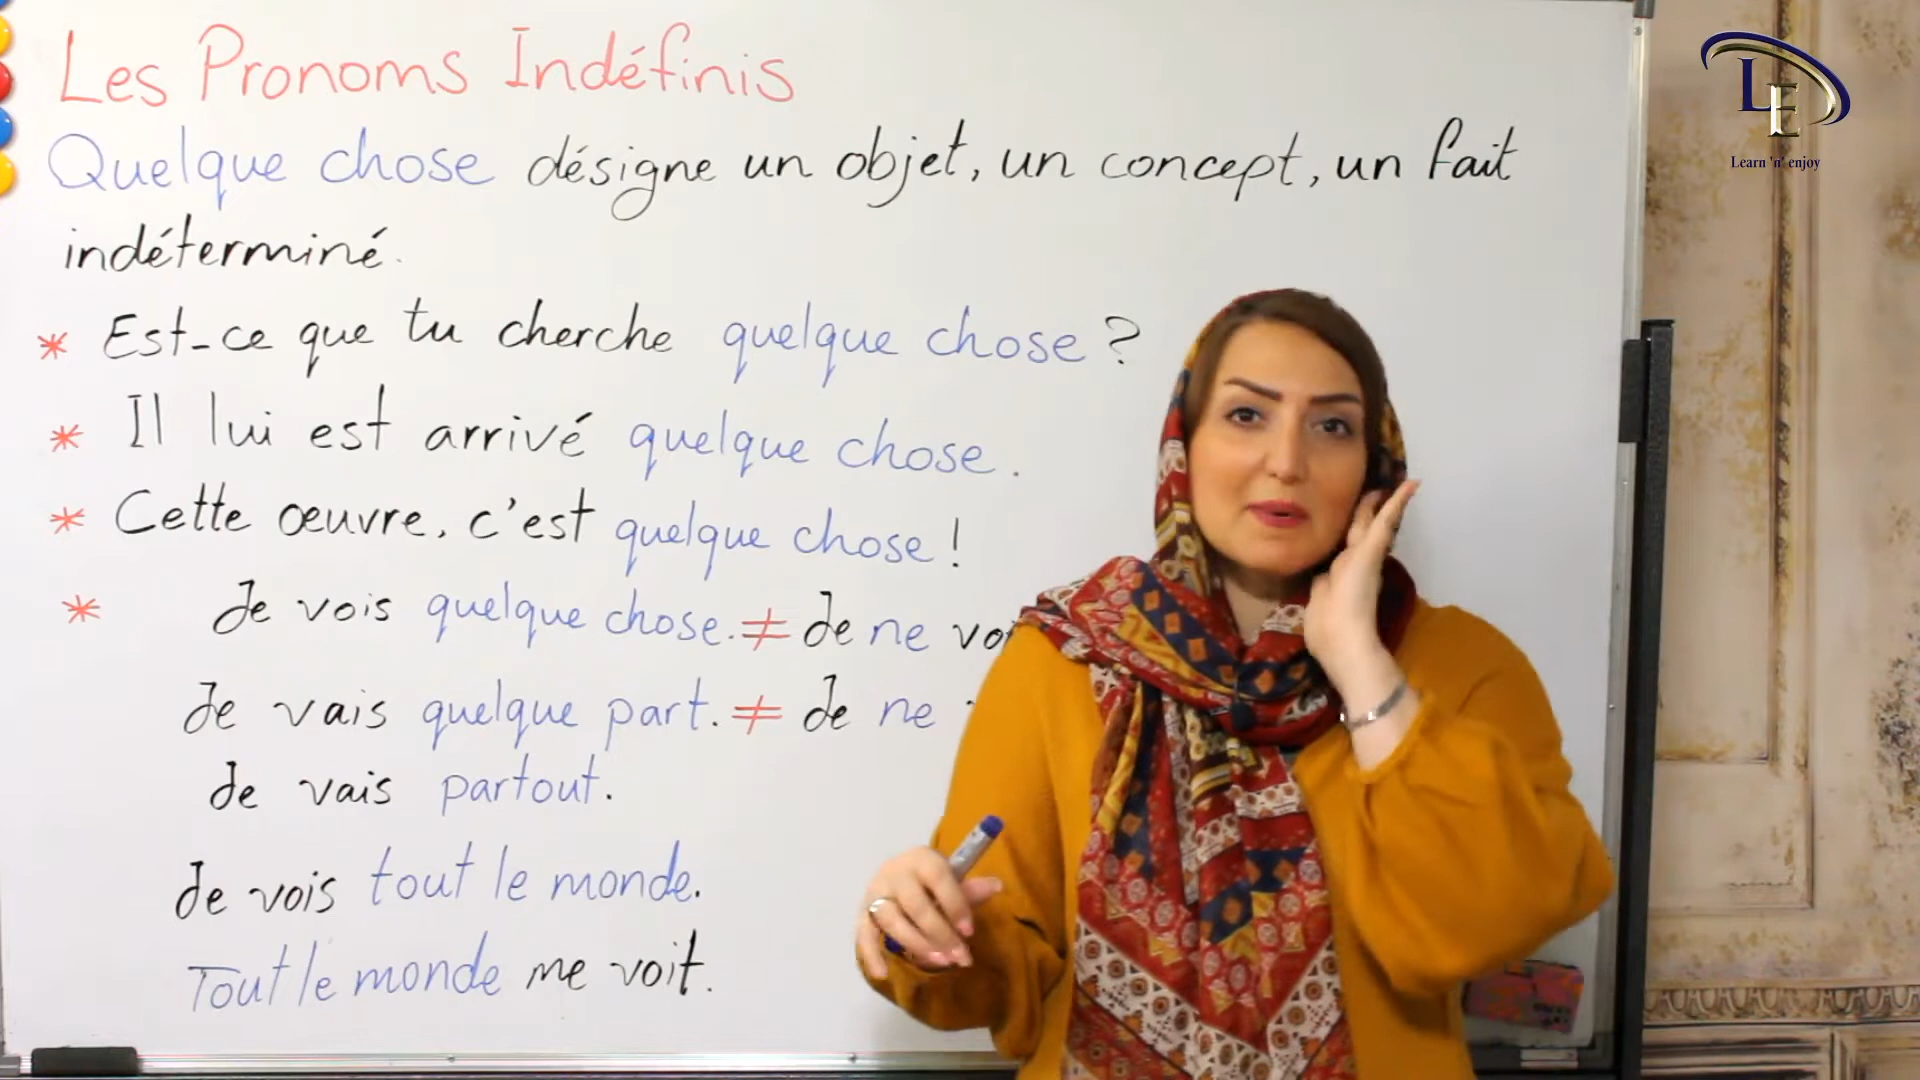 Les Pronoms Indéfinis
Quelque chose désigne un objet, un concept, un fait
indéterminé.
* Est-ce que tu cherche quelque chose ?
* Il lui est arrivé quelque chose.
* Cette œuvre, c'est quelque chose !
* Je vois quelque chose. ≠ Je ne
Je vais quelque part. ≠ Je ne
Je vais partout.
Je vois tout le monde.
Tout le monde me voit.
LE
Learn 'n' enjoy